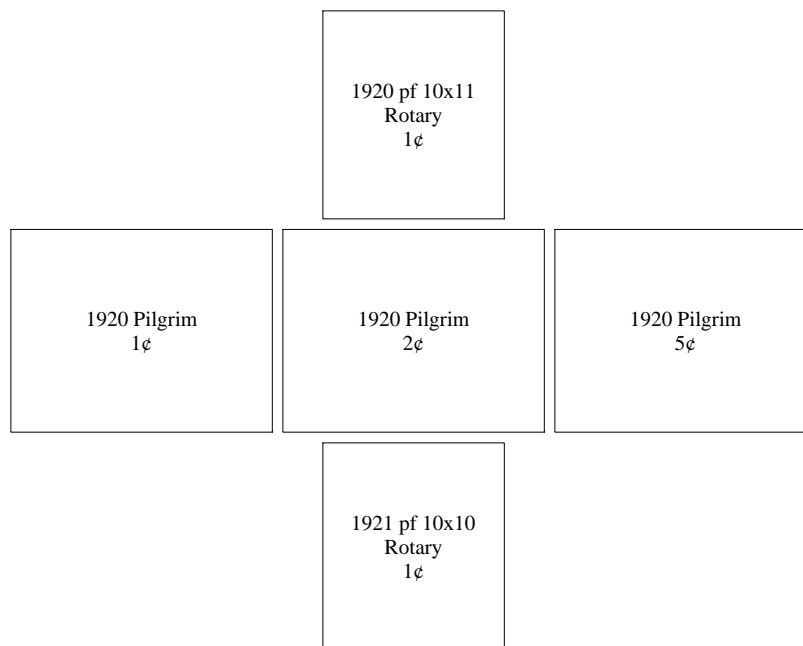 1920 pf 10x11
Rotary
1¢
1920 Pilgrim
1¢
1920 Pilgrim
2¢
1920 Pilgrim
5¢
1921 pf 10x10
Rotary
1¢